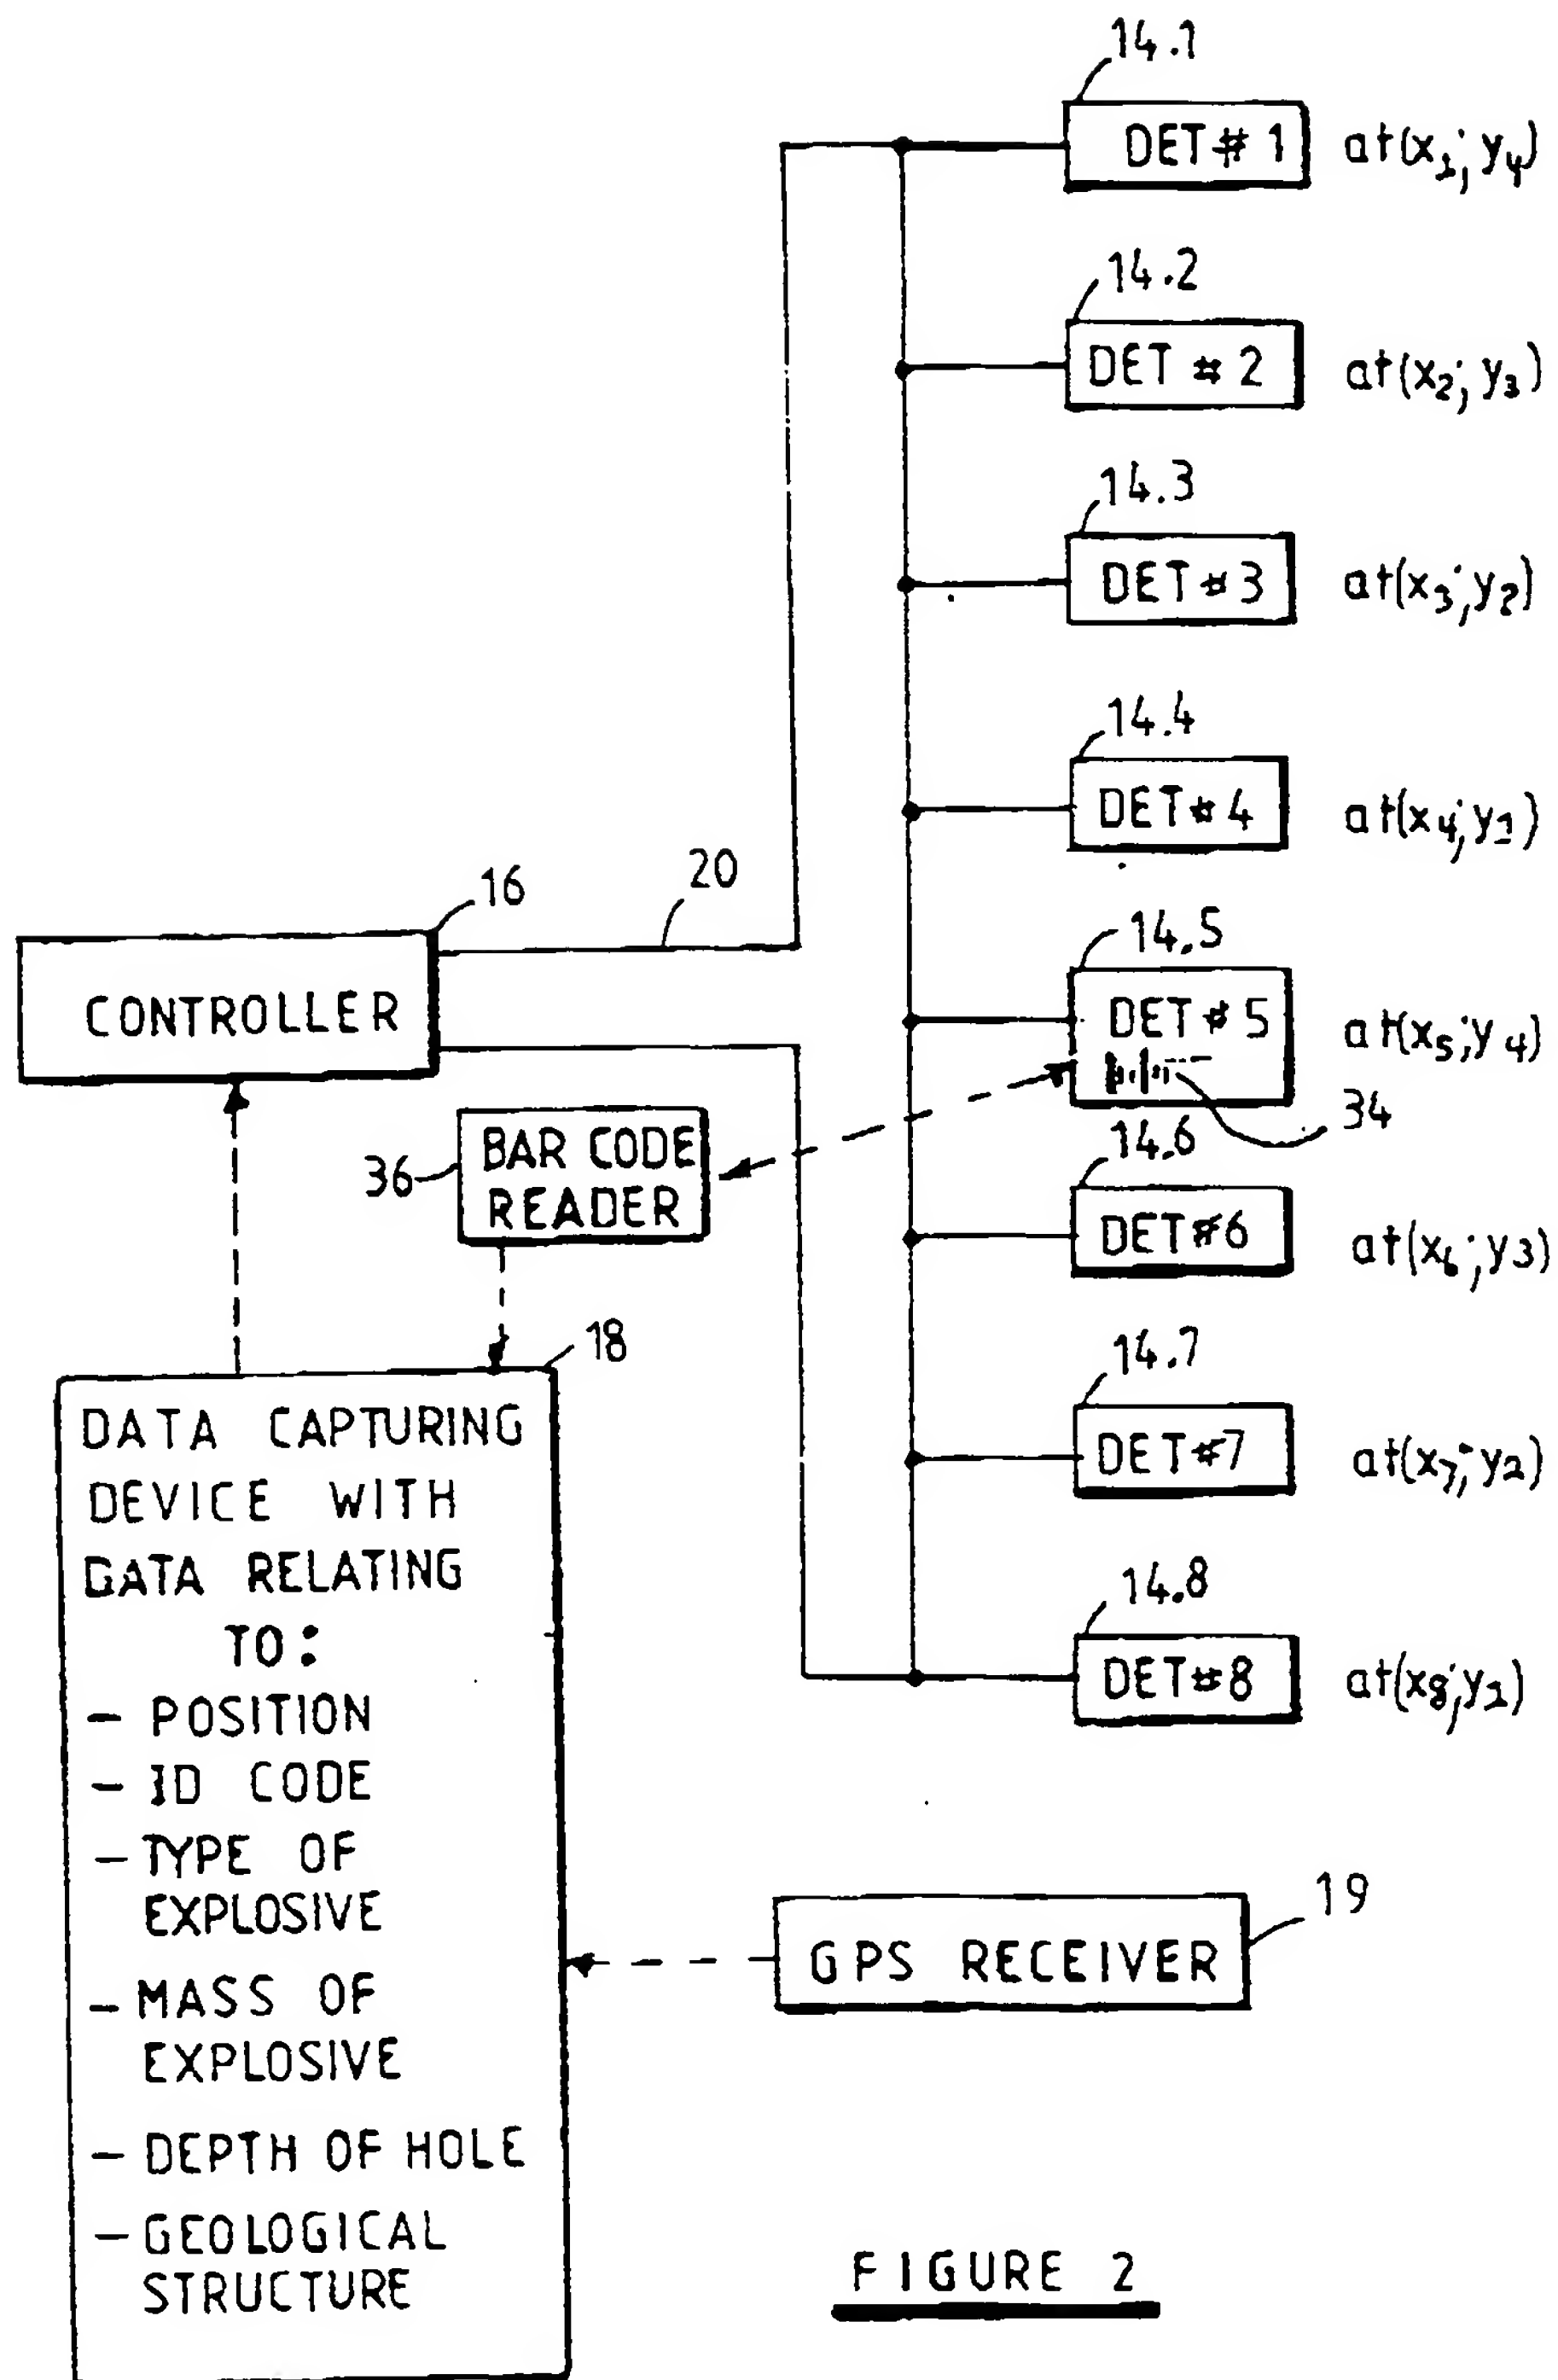 14.1
DET # 1 at(x₁; y₄)
14.2
DET # 2 at(x₂; y₃)
14.3
DET # 3 at(x₃; y₂)
14.4
DET # 4 at(x₄; y₁)
16
20
14.5
CONTROLLER
DET # 5 at(x₅; y₄)
34
36
BAR CODE
READER
14.6
DET #6 at(x₆; y3)
18
14.7
DET #7 at(x₇; y₂)
14.8
DET #8 at(x₈; y₁)
DATA CAPTURING
DEVICE WITH
DATA RELATING
TO:
- POSITION
- ID CODE
- TYPE OF
EXPLOSIVE
- MASS OF
EXPLOSIVE
- DEPTH OF HOLE
- GEOLOGICAL
STRUCTURE
19
GPS RECEIVER
FIGURE 2